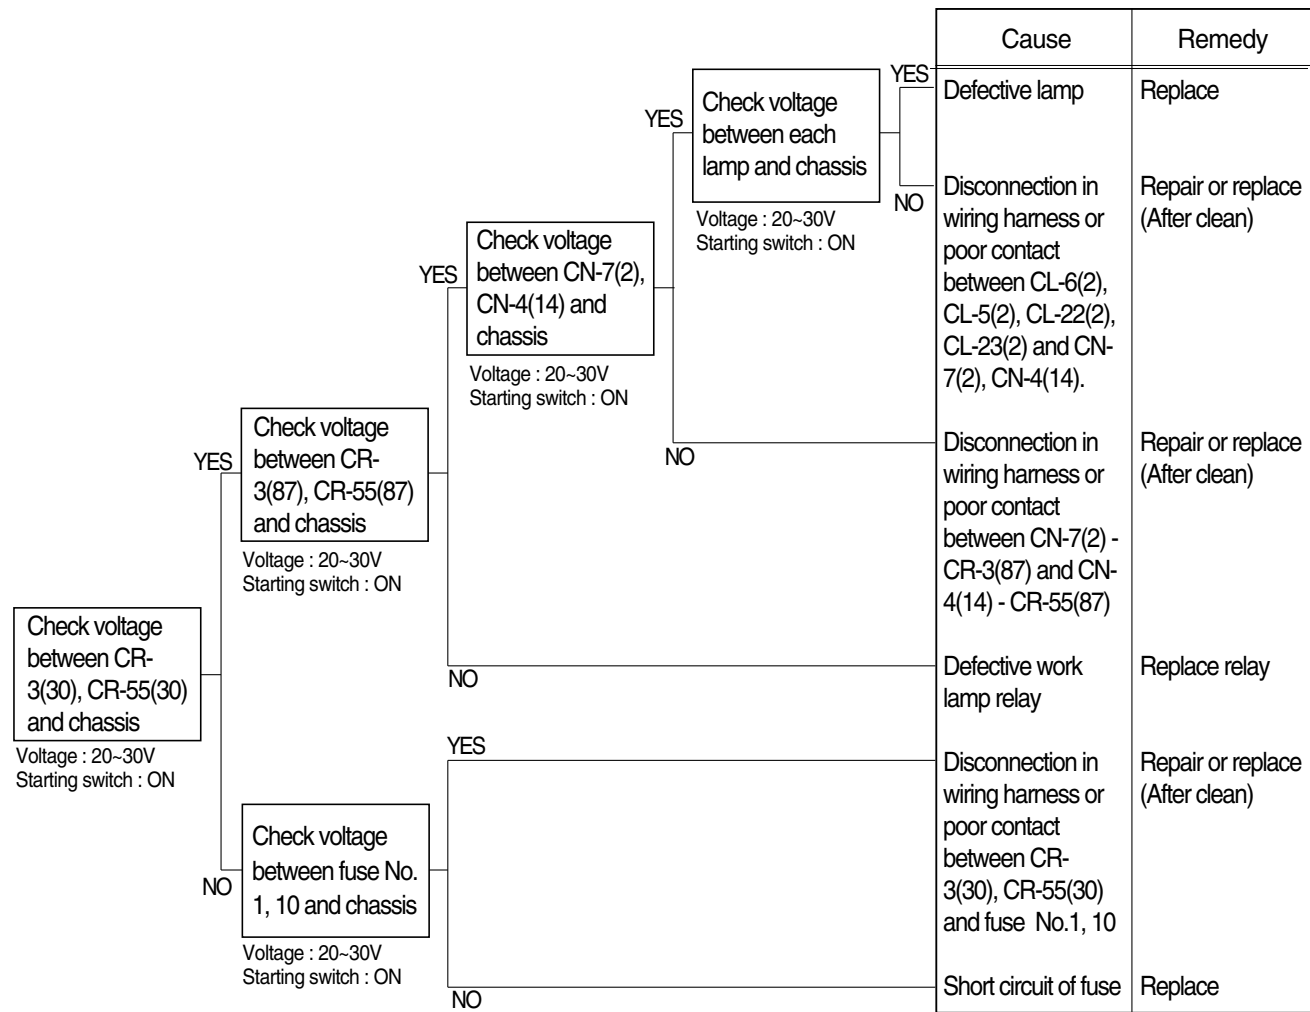 Cause
Remedy
YES
Defective lamp
Replace
Check voltage
between each
lamp and chassis
YES
Voltage : 20~30V
Starting switch : ON
NO
Disconnection in
wiring harness or
poor contact
between CL-6(2),
CL-5(2), CL-22(2),
CL-23(2) and CN-
7(2), CN-4(14).
Repair or replace
(After clean)
Check voltage
between CN-7(2),
CN-4(14) and
chassis
YES
Voltage : 20~30V
Starting switch : ON
NO
Disconnection in
wiring harness or
poor contact
between CN-7(2) -
CR-3(87) and CN-
4(14) - CR-55(87)
Repair or replace
(After clean)
Check voltage
between CR-
3(87), CR-55(87)
and chassis
YES
Voltage : 20~30V
Starting switch : ON
NO
Defective work
lamp relay
Replace relay
Check voltage
between CR-
3(30), CR-55(30)
and chassis
Voltage : 20~30V
Starting switch : ON
YES
Disconnection in
wiring harness or
poor contact
between CR-
3(30), CR-55(30)
and fuse  No.1, 10
Repair or replace
(After clean)
NO
Check voltage
between fuse No.
1, 10 and chassis
Voltage : 20~30V
Starting switch : ON
NO
Short circuit of fuse
Replace